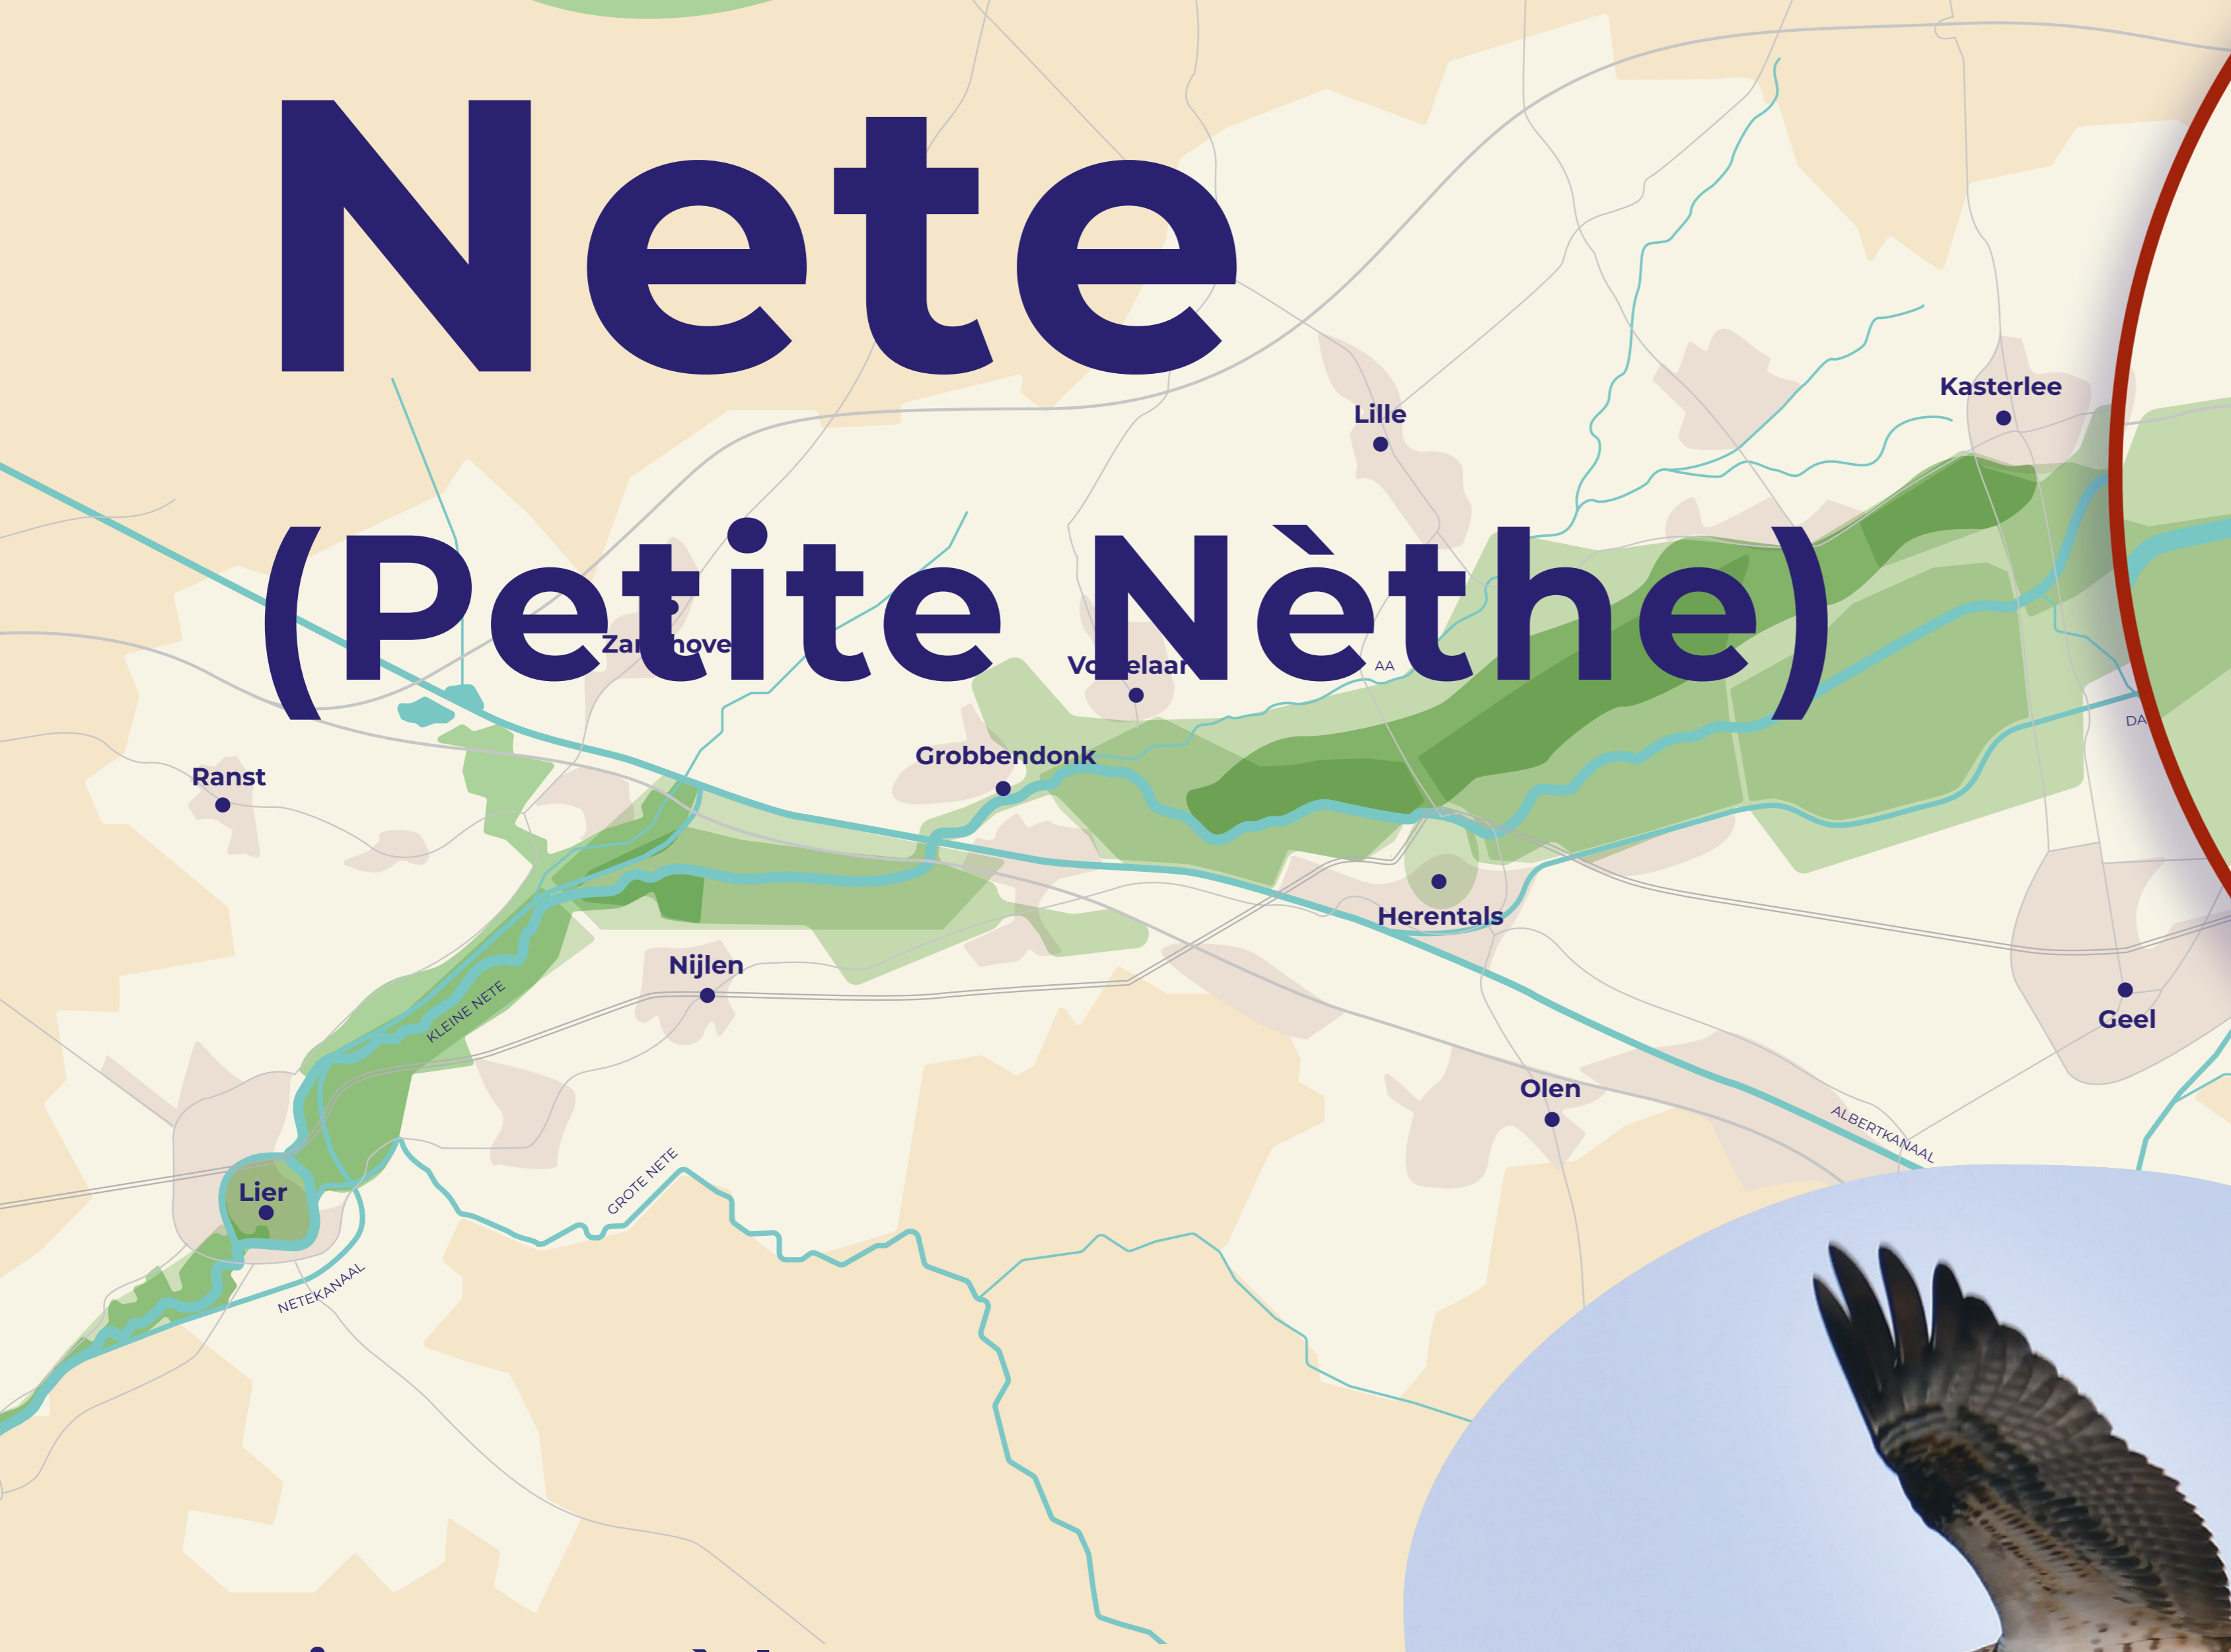 Nete
(Petite Nèthe)
Kasterlee
Lille
AA
Grobbendonk
Ranst
Herentals
Nijlen
KLEINE NETE
Geel
Olen
ALBERTKANAAL
GROTE NETE
Lier
NETEKANAAL